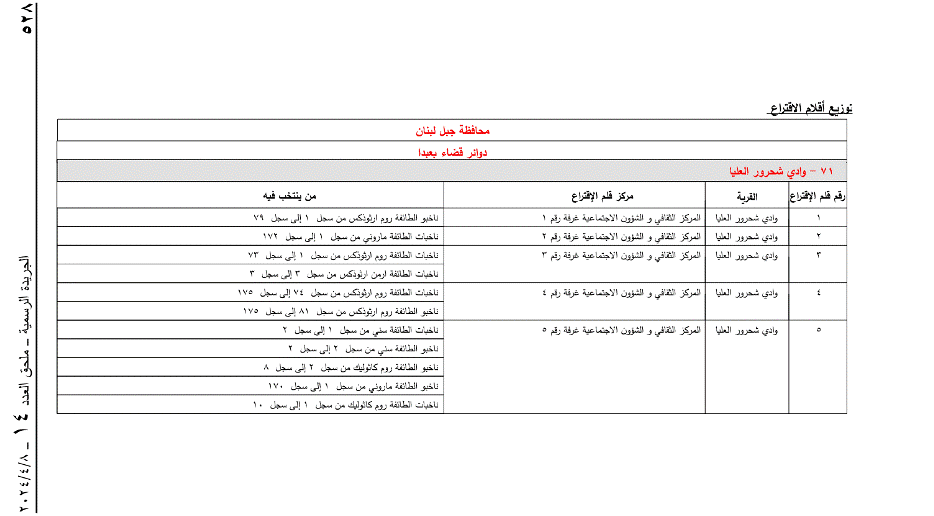 ٥٢٨
الجريدة الرسمية – ملحق العدد ١٤ – ٢٠٢٤/٤/٨
توزيع أقلام الاقتراع
محافظة جبل لبنان
دوائر قضاء بعبدا
٧١ - وادي شحرور العليا
رقم قلم الإقتراع القرية مركز قلم الإقتراع من ينتخب فيه
١ وادي شحرور العليا المركز الثقافي و الشؤون الاجتماعية غرفة رقم ١ ناخبو الطائفة روم ارثوذكس من سجل ١ إلى سجل ٧٩
٢ وادي شحرور العليا المركز الثقافي و الشؤون الاجتماعية غرفة رقم ٢ ناخبات الطائفة ماروني من سجل ١ إلى سجل ١٧٢
٣ وادي شحرور العليا المركز الثقافي و الشؤون الاجتماعية غرفة رقم ٣ ناخبات الطائفة روم ارثوذكس من سجل ١ إلى سجل ٧٣
ناخبات الطائفة ارمن ارثوذكس من سجل ٣ إلى سجل ٣
٤ وادي شحرور العليا المركز الثقافي و الشؤون الاجتماعية غرفة رقم ٤ ناخبات الطائفة روم ارثوذكس من سجل ٧٤ إلى سجل ١٧٥
ناخبو الطائفة روم ارثوذكس من سجل ٨١ إلى سجل ١٧٥
٥ وادي شحرور العليا المركز الثقافي و الشؤون الاجتماعية غرفة رقم ٥ ناخبات الطائفة سني من سجل ١ إلى سجل ٢
ناخبو الطائفة سني من سجل ٢ إلى سجل ٢
ناخبو الطائفة روم كاثوليك من سجل ٢ إلى سجل ٨
ناخبو الطائفة ماروني من سجل ١ إلى سجل ١٧٠
ناخبات الطائفة روم كاثوليك من سجل ١ إلى سجل ١٠